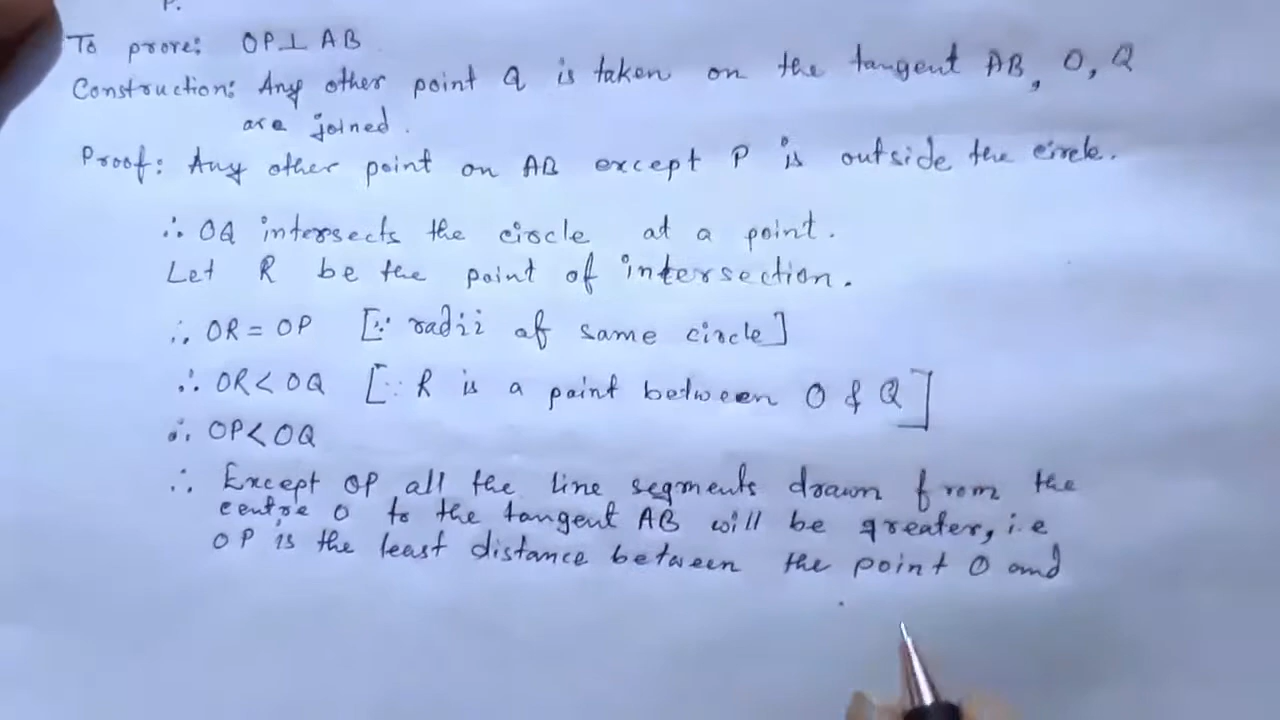 P.
To prove: OP⊥AB
Construction: Any other point Q is taken on the tangent AB, O, Q
are joined.
Proof: Any other point on AB except P is outside the circle.
∴ OQ intersects the circle at a point.
Let R be the point of intersection.
∴ OR = OP [∵ radii of same circle]
∴ OR < OQ [∵ R is a point between O & Q]
∴ OP < OQ
∴ Except OP all the line segments drawn from the
centre O to the tangent AB will be greater, i.e
OP is the least distance between the point O and